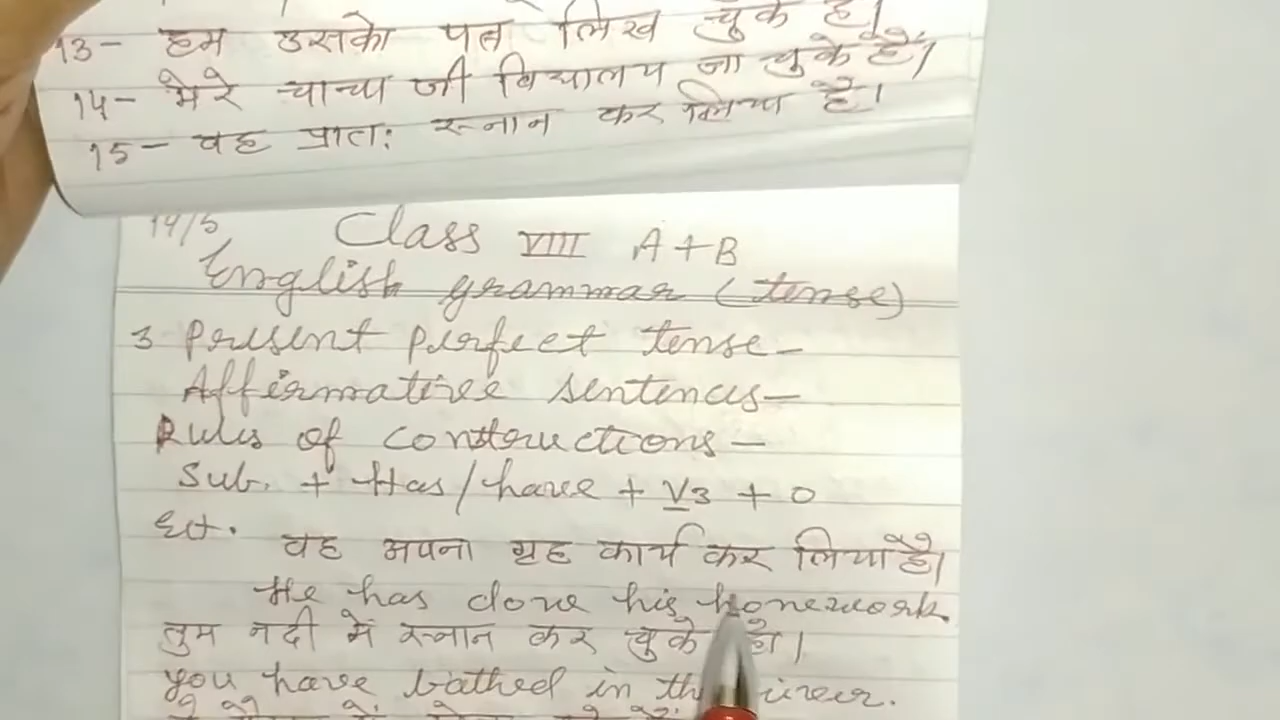 13- हम उसको पत्र लिख चुके हैं।
14- मेरे चाचा जी विद्यालय जा चुके हैं।
15- वह प्रातः स्नान कर लिया है।
19/5 Class VIII A+B
English grammar (tense)
3 Present perfect tense-
Affirmative sentences-
Rules of constructions-
Sub. + Has/have + V3 + O
Ex. वह अपना ग्रह कार्य कर लिया है।
He has done his homework.
तुम नदी में स्नान कर चुके हो।
you have bathed in the river.